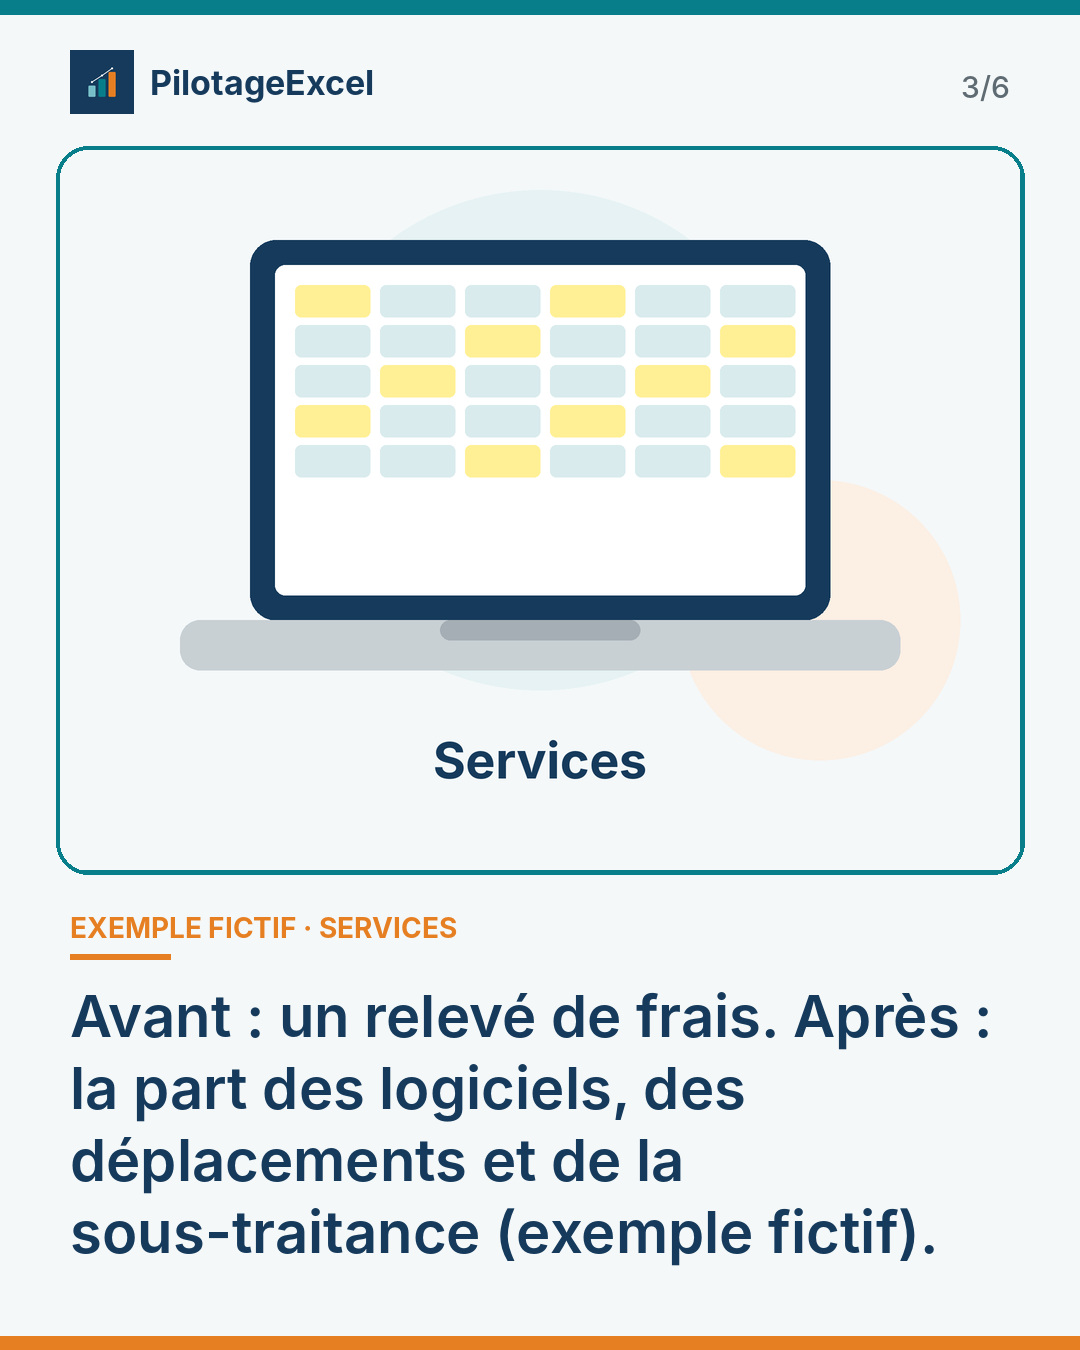 PilotageExcel
3/6
Services
EXEMPLE FICTIF · SERVICES
Avant : un relevé de frais. Après :
la part des logiciels, des
déplacements et de la
sous-traitance (exemple fictif).